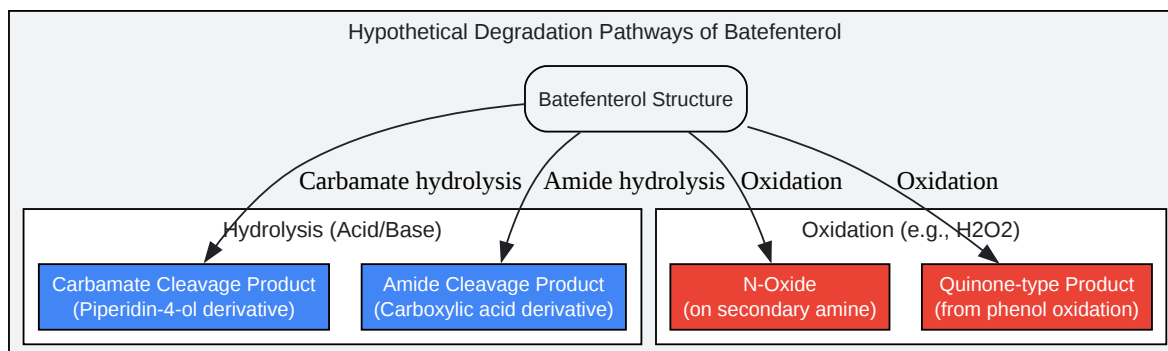 Hypothetical Degradation Pathways of Batefenterol
Batefenterol Structure
Carbamate hydrolysis
Amide hydrolysis
Oxidation
Oxidation
Hydrolysis (Acid/Base)
Oxidation (e.g., H2O2)
Carbamate Cleavage Product
(Piperidin-4-ol derivative)
Amide Cleavage Product
(Carboxylic acid derivative)
N-Oxide
(on secondary amine)
Quinone-type Product
(from phenol oxidation)